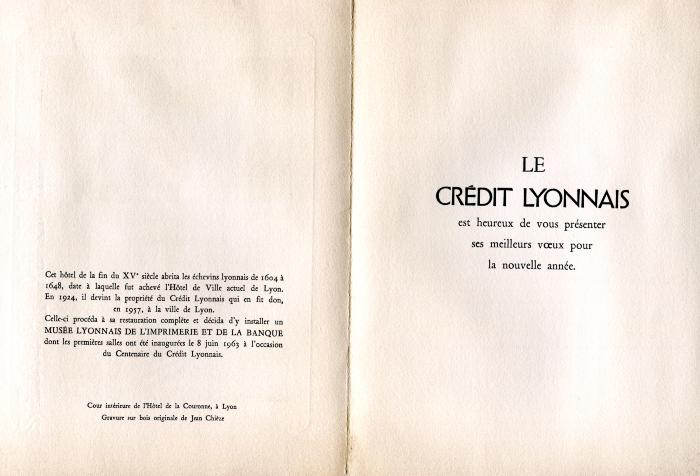 Cet hôtel de la fin du XVᵉ siècle abrita les échevins lyonnais de 1604 à
1648, date à laquelle fut achevé l'Hôtel de Ville actuel de Lyon.
En 1924, il devint la propriété du Crédit Lyonnais qui en fit don,
en 1957, à la ville de Lyon.
Celle-ci procéda à sa restauration complète et décida d'y installer un
MUSÉE LYONNAIS DE L'IMPRIMERIE ET DE LA BANQUE
dont les premières salles ont été inaugurées le 8 juin 1963 à l'occasion
du Centenaire du Crédit Lyonnais.
Cour intérieure de l'Hôtel de la Couronne, à Lyon
Gravure sur bois originale de Jean Chièze
LE
CRÉDIT LYONNAIS
est heureux de vous présenter
ses meilleurs vœux pour
la nouvelle année.